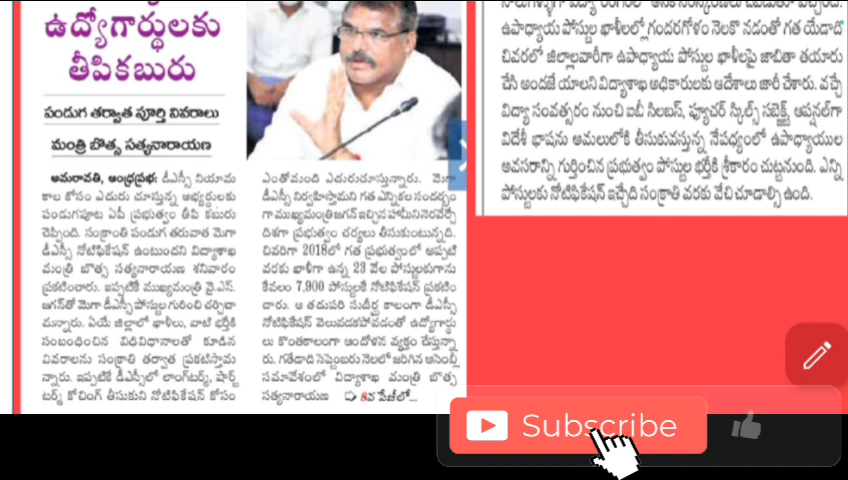 ఉద్యోగార్థులకు
తీపికబురు
పండుగ తర్వాత పూర్తి వివరాలు
మంత్రి బొత్స సత్యనారాయణ
అమరావతి, ఆంధ్రప్రభ: డీఎస్సీ నియామ
కాల కోసం ఎదురు చూస్తున్న అభ్యర్థులకు
పండుగపూట ఏపీ ప్రభుత్వం తీపి కబురు
చెప్పింది. సంక్రాంతి పండుగ తరువాత మెగా
డీఎస్సీ నోటిఫికేషన్ ఉంటుందని విద్యాశాఖ
మంత్రి బొత్స సత్యనారాయణ శనివారం
ప్రకటించారు. ఇప్పటికే ముఖ్యమంత్రి వై.ఎస్.
జగన్‌తో మెగా డీఎస్సీ పోస్టుల గురించి చర్చించా
మన్నారు. ఏయే జిల్లాలో ఖాళీలు, వాటి భర్తీకి
సంబంధించిన విధివిధానాలతో కూడిన
వివరాలను సంక్రాతి తర్వాత ప్రకటిస్తామ
న్నారు. ఇప్పటికే డీఎస్సీలో లాంగ్‌టర్మ్, షార్ట్
టర్మ్ కోచింగ్ తీసుకుని నోటిఫికేషన్ కోసం
ఎంతోమంది ఎదురుచూస్తున్నారు. మెగా
డీఎస్సీ నిర్వహిస్తామని గత ఎన్నికల సందర్భం
గా ముఖ్యమంత్రిజగన్ ఇచ్చిన హామీనినెరవేర్చే
దిశగా ప్రభుత్వం చర్యలు తీసుకుంటున్నది.
చివరిగా 2018లో గత ప్రభుత్వంలో అప్పటి
వరకు ఖాళీగా ఉన్న 23 వేల పోస్టులకుగాను
కేవలం 7,900 పోస్టులకే నోటిఫికేషన్ ప్రకటిం
చారు. ఆ తదుపరి సుదీర్ఘ కాలంగా డీఎస్సీ
నోటిఫికేషన్ వెలువడకపోవడంతో ఉద్యోగార్థు
లు కొంతకాలంగా ఆందోళన వ్యక్తం చేస్తున్నా
రు. గతేడాది సెప్టెంబరు నెలలో జరిగిన అసెంబ్లీ
సమావేశంలో విద్యాశాఖ మంత్రి బొత్స
సత్యనారాయణ 8వ పేజీలో...
ఉపాధ్యాయ పోస్టుల ఖాళీలల్లో గందరగోళం నెలకొ నడంతో గత యేడాది
చివరలో జిల్లాలవారీగా ఉపాధ్యాయ పోస్టుల ఖాళీలపై జాబితా తయారు
చేసి అందజే యాలని విద్యాశాఖ అధికారులకు ఆదేశాలు జారీ చేశారు. వచ్చే
విద్యా సంవత్సరం నుంచి ఐబీ సిలబస్, ఫ్యూచర్ స్కిల్స్ సబ్జెక్ట్ ఆప్షనల్‌గా
విదేశీ భాషను అమలులోకి తీసుకువస్తున్న నేపథ్యంలో ఉపాధ్యాయుల
అవసరాన్ని గుర్తించిన ప్రభుత్వం పోస్టుల భర్తీకి శ్రీకారం చుట్టనుంది. ఎన్ని
పోస్టులకు నోటిఫికేషన్ ఇచ్చేది సంక్రాతి వరకు వేచి చూడాల్సి ఉంది.
Subscribe